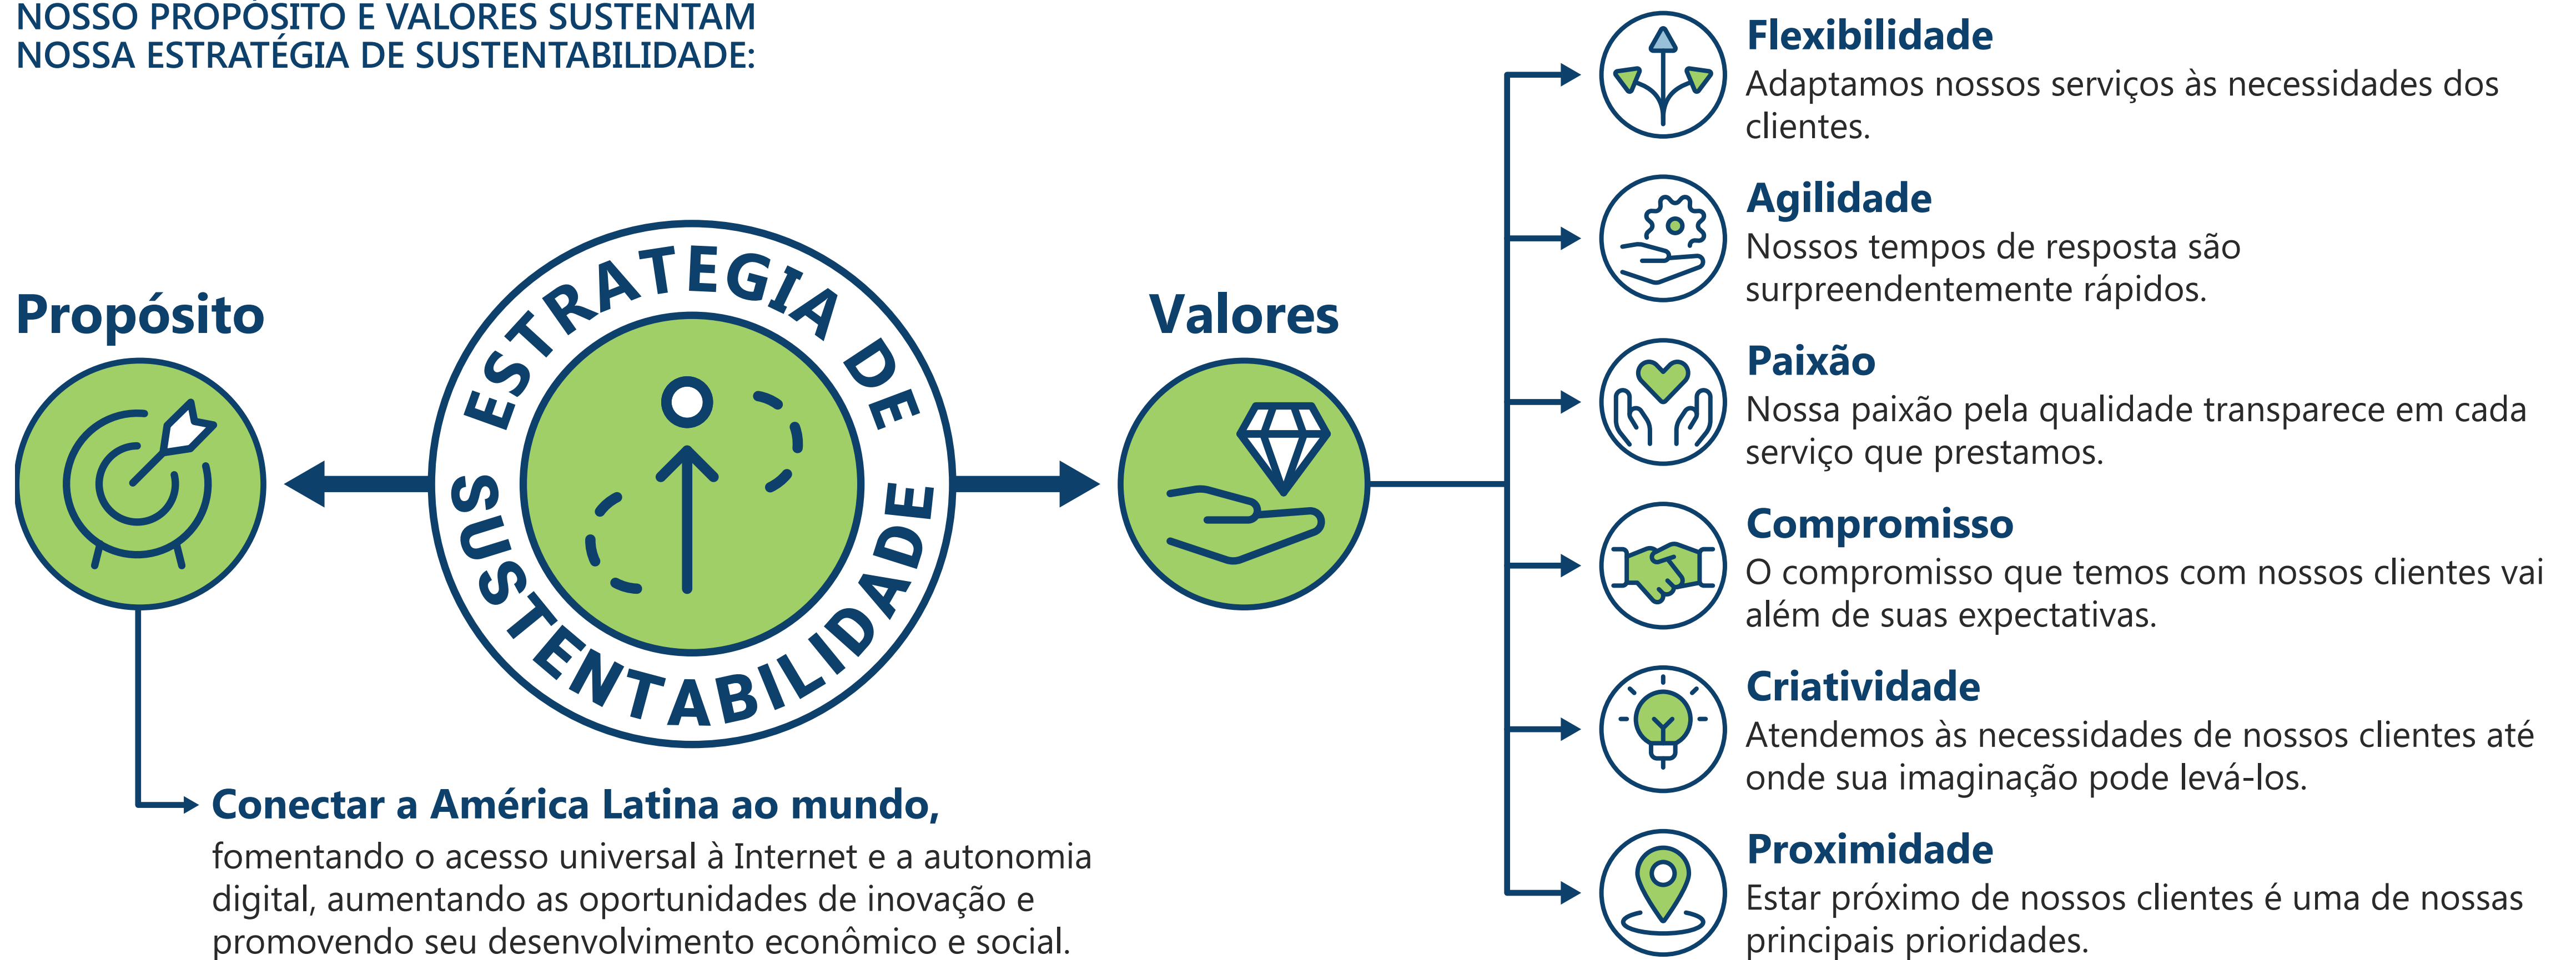 NOSSO PROPÓSITO E VALORES SUSTENTAM
NOSSA ESTRATÉGIA DE SUSTENTABILIDADE:
Propósito
ESTRATEGIA DE
SUSTENTABILIDADE
Valores
Conectar a América Latina ao mundo,
fomentando o acesso universal à Internet e a autonomia
digital, aumentando as oportunidades de inovação e
promovendo seu desenvolvimento econômico e social.
Flexibilidade
Adaptamos nossos serviços às necessidades dos
clientes.
Agilidade
Nossos tempos de resposta são
surpreendentemente rápidos.
Paixão
Nossa paixão pela qualidade transparece em cada
serviço que prestamos.
Compromisso
O compromisso que temos com nossos clientes vai
além de suas expectativas.
Criatividade
Atendemos às necessidades de nossos clientes até
onde sua imaginação pode levá-los.
Proximidade
Estar próximo de nossos clientes é uma de nossas
principais prioridades.